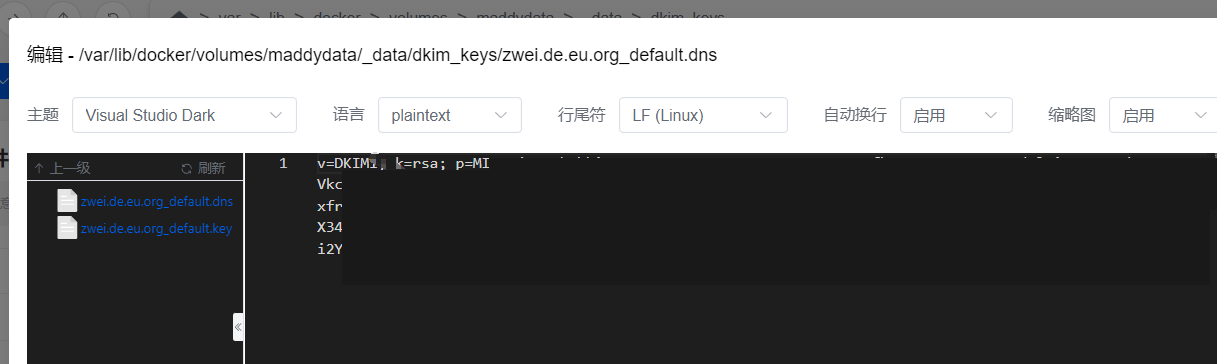 var > lib > docker > volumes > maddydata > _data > dkim_keys
编辑 - /var/lib/docker/volumes/maddydata/_data/dkim_keys/zwei.de.eu.org_default.dns
主题 Visual Studio Dark 语言 plaintext 行尾符 LF (Linux) 自动换行 启用 缩略图 启用
上一级 刷新
zwei.de.eu.org_default.dns
zwei.de.eu.org_default.key
1 v=DKIM1; k=rsa; p=MI
Vkc
xfr
X34
i2Y